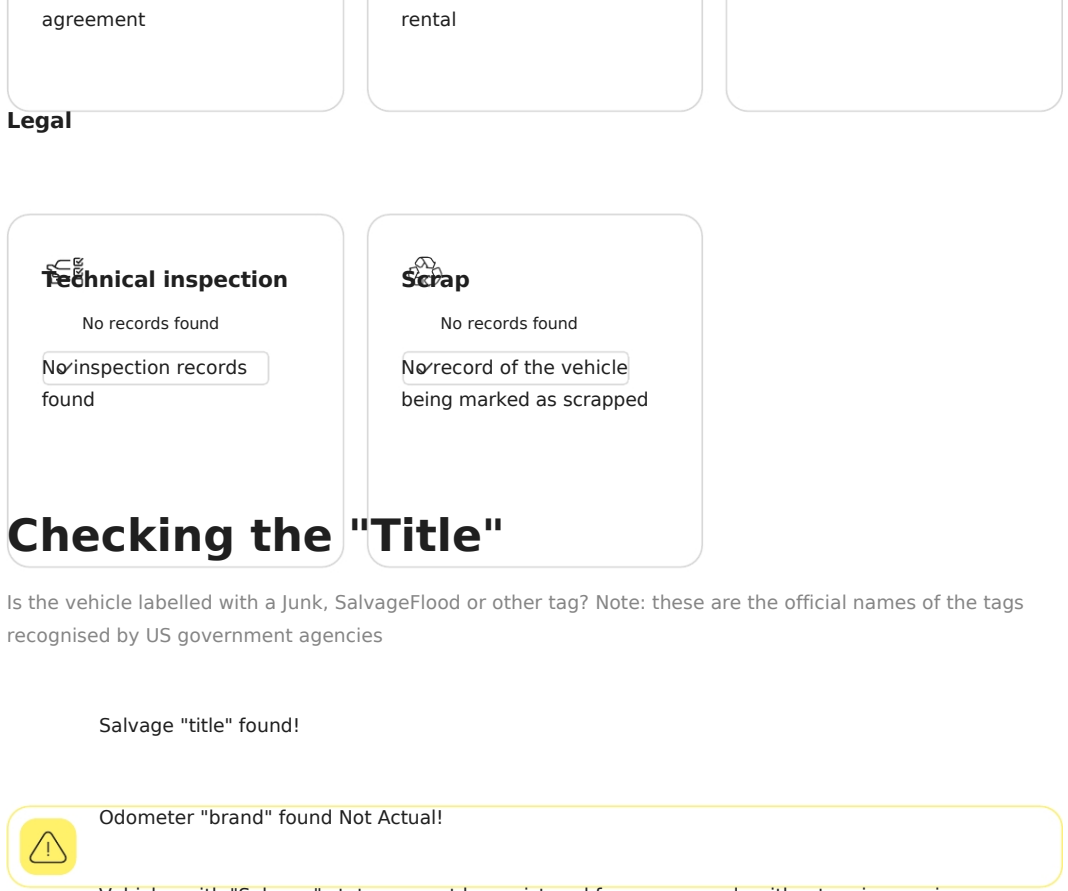 agreement
rental
Legal
Technical inspection
No records found
No inspection records
found
Scrap
No records found
No record of the vehicle
being marked as scrapped
Checking the "Title"
Is the vehicle labelled with a Junk, SalvageFlood or other tag? Note: these are the official names of the tags
recognised by US government agencies
Salvage "title" found!
Odometer "brand" found Not Actual!